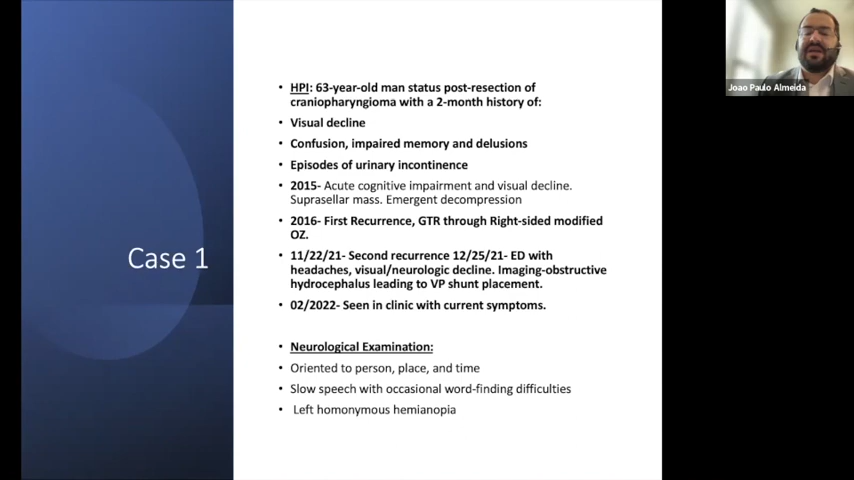 Case 1
• HPI: 63-year-old man status post-resection of
craniopharyngioma with a 2-month history of:
• Visual decline
• Confusion, impaired memory and delusions
• Episodes of urinary incontinence
• 2015- Acute cognitive impairment and visual decline.
Suprasellar mass. Emergent decompression
• 2016- First Recurrence, GTR through Right-sided modified
OZ.
• 11/22/21- Second recurrence 12/25/21- ED with
headaches, visual/neurologic decline. Imaging-obstructive
hydrocephalus leading to VP shunt placement.
• 02/2022- Seen in clinic with current symptoms.
• Neurological Examination:
• Oriented to person, place, and time
• Slow speech with occasional word-finding difficulties
• Left homonymous hemianopia
Joao Paulo Almeida